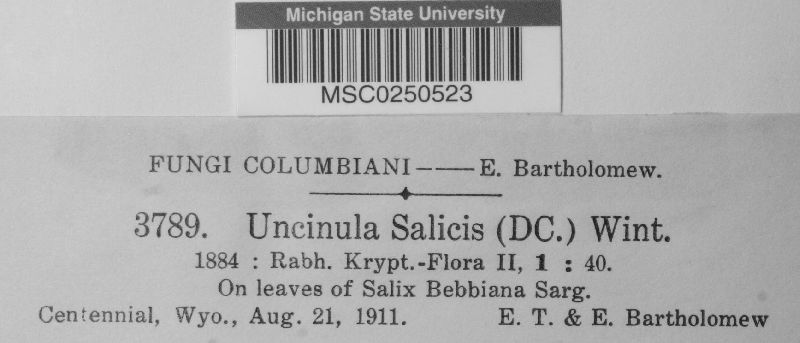 Michigan State University
MSC0250523
FUNGI COLUMBIANI——E. Bartholomew.
3789. Uncinula Salicis (DC.) Wint.
1884 : Rabh. Krypt.-Flora II, 1 : 40.
On leaves of Salix Bebbiana Sarg.
Centennial, Wyo., Aug. 21, 1911. E. T. & E. Bartholomew